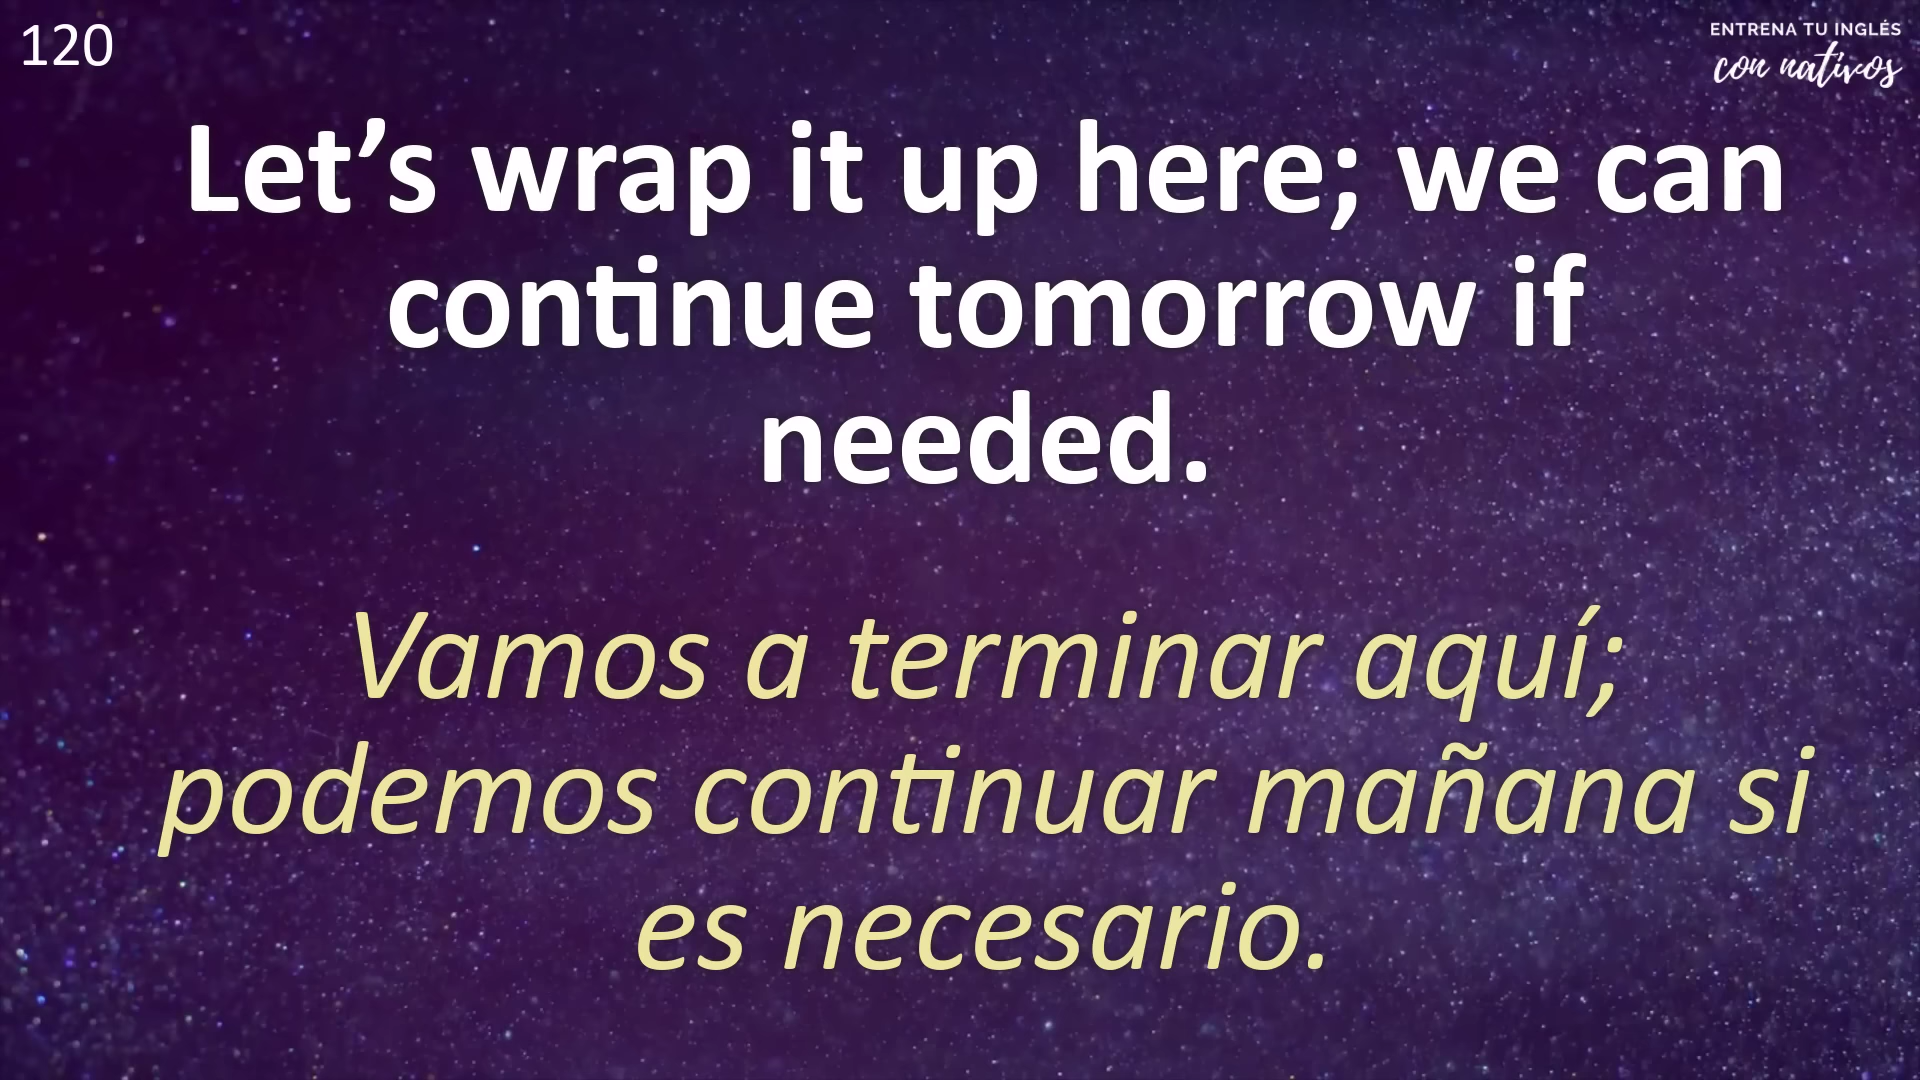 120
ENTRENA TU INGLÉS
con nativos
Let’s wrap it up here; we can
continue tomorrow if
needed.
Vamos a terminar aquí;
podemos continuar mañana si
es necesario.